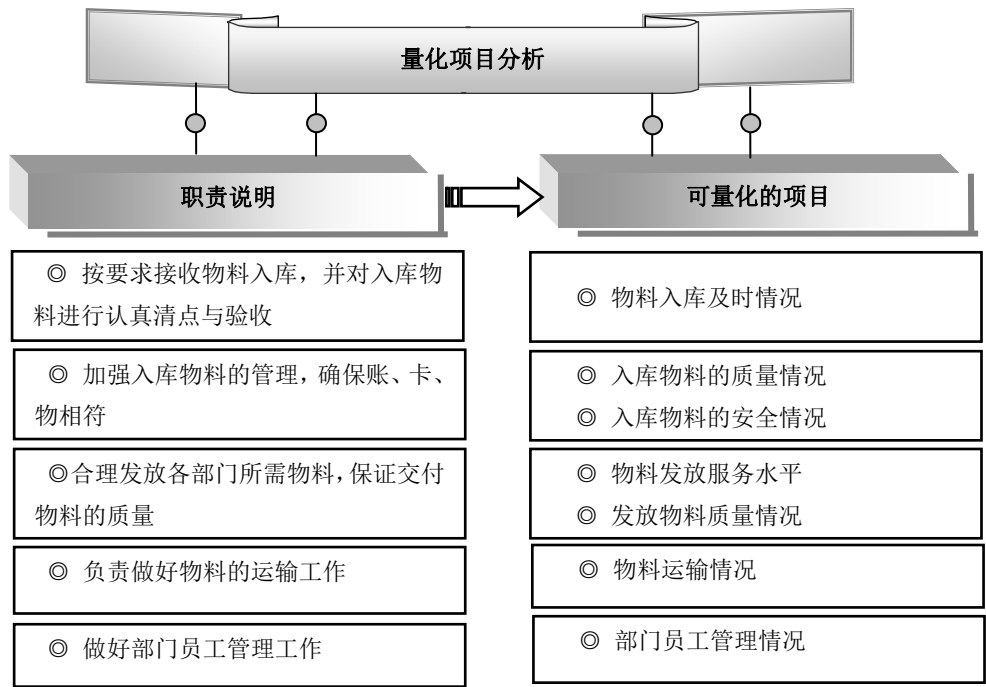 量化项目分析
职责说明
可量化的项目
◎ 按要求接收物料入库，并对入库物
料进行认真清点与验收
◎ 物料入库及时情况
◎ 加强入库物料的管理，确保账、卡、
物相符
◎ 入库物料的质量情况
◎ 入库物料的安全情况
◎合理发放各部门所需物料，保证交付
物料的质量
◎ 物料发放服务水平
◎ 发放物料质量情况
◎ 负责做好物料的运输工作
◎ 物料运输情况
◎ 做好部门员工管理工作
◎ 部门员工管理情况